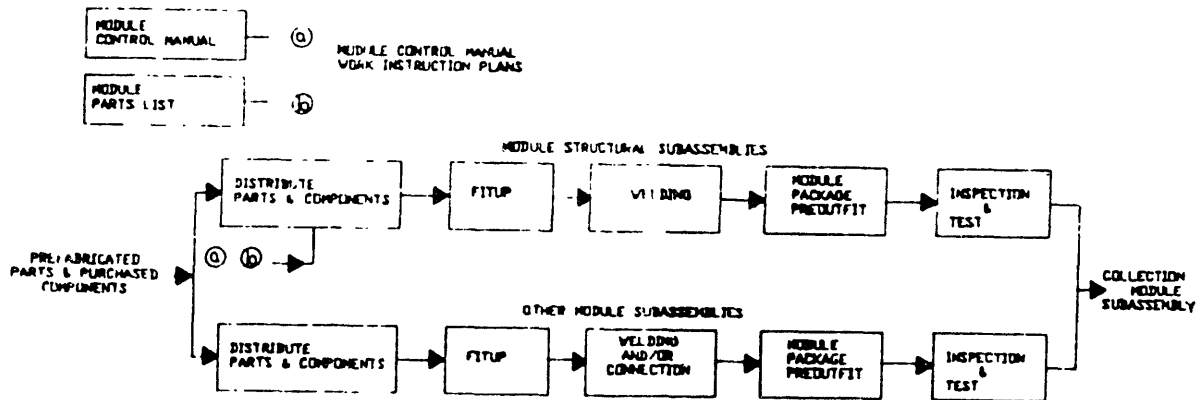 MODULE
CONTROL MANUAL
(a)
MODULE CONTROL MANUAL
WORK INSTRUCTION PLANS
MODULE
PARTS LIST
(b)
MODULE STRUCTURAL SUBASSEMBLIES
DISTRIBUTE
PARTS & COMPONENTS
FITUP
WELDING
MODULE
PACKAGE
PREOUTFIT
INSPECTION
&
TEST
(a) (b)
PREFABRICATED
PARTS & PURCHASED
COMPONENTS
COLLECTION
MODULE
SUBASSEMBLY
OTHER MODULE SUBASSEMBLIES
DISTRIBUTE
PARTS & COMPONENTS
FITUP
WELDING
AND/OR
CONNECTION
MODULE
PACKAGE
PREOUTFIT
INSPECTION
&
TEST